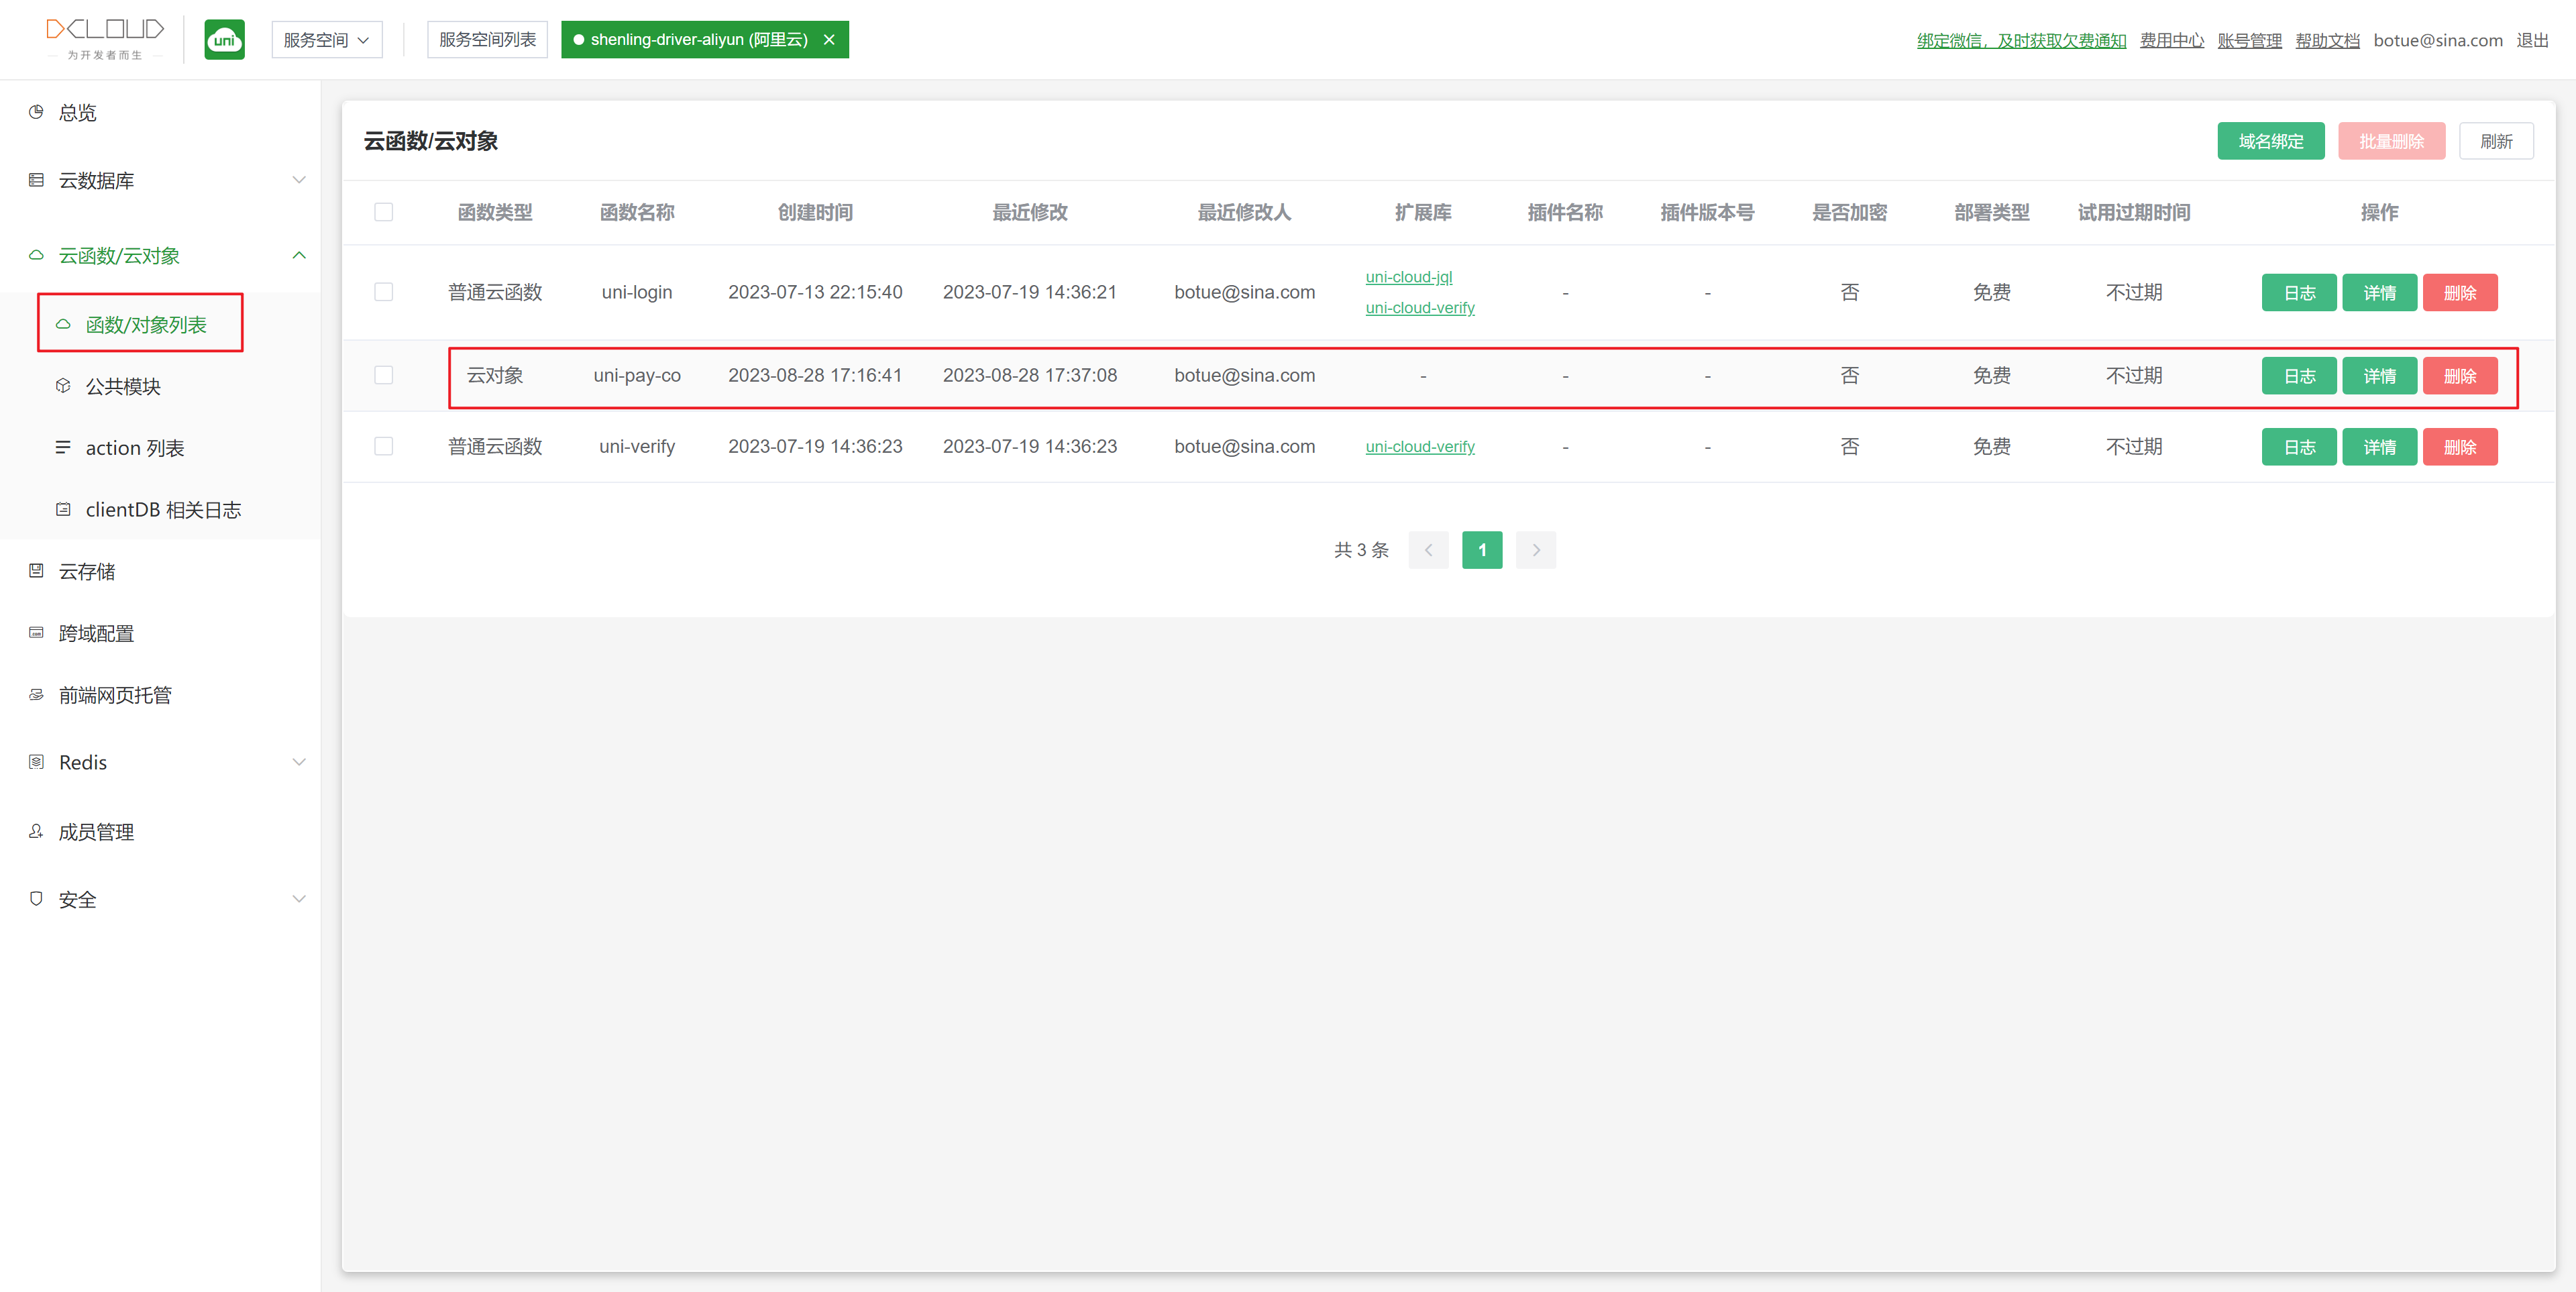 DCLOUD
为开发者而生
uni
服务空间
服务空间列表
shenling-driver-aliyun (阿里云)
绑定微信，及时获取欠费通知
费用中心
账号管理
帮助文档
botue@sina.com
退出
总览
云数据库
云函数/云对象
函数/对象列表
公共模块
action 列表
clientDB 相关日志
云存储
跨域配置
前端网页托管
Redis
成员管理
安全
云函数/云对象
域名绑定
批量删除
刷新
函数类型 函数名称 创建时间 最近修改 最近修改人 扩展库 插件名称 插件版本号 是否加密 部署类型 试用过期时间 操作
普通云函数 uni-login 2023-07-13 22:15:40 2023-07-19 14:36:21 botue@sina.com uni-cloud-jql - - 否 免费 不过期 日志 详情 删除
uni-cloud-verify
云对象 uni-pay-co 2023-08-28 17:16:41 2023-08-28 17:37:08 botue@sina.com - - - 否 免费 不过期 日志 详情 删除
普通云函数 uni-verify 2023-07-19 14:36:23 2023-07-19 14:36:23 botue@sina.com uni-cloud-verify - - 否 免费 不过期 日志 详情 删除
共 3 条
1